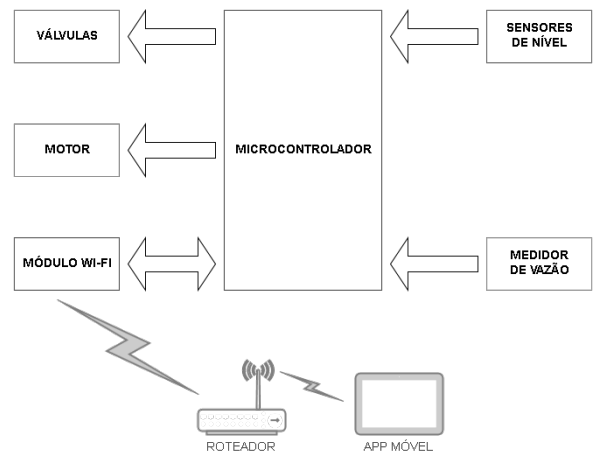 VÁLVULAS
SENSORES
DE NÍVEL
MOTOR
MICROCONTROLADOR
MÓDULO WI-FI
MEDIDOR
DE VAZÃO
ROTEADOR
APP MÓVEL